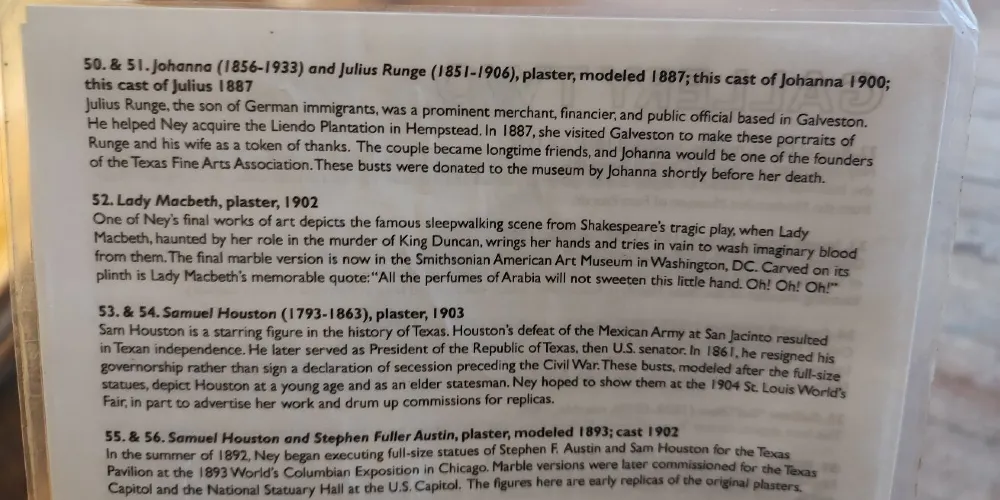 50. & 51. Johanna (1856-1933) and Julius Runge (1851-1906), plaster, modeled 1887; this cast of Johanna 1900;
this cast of Julius 1887
Julius Runge, the son of German immigrants, was a prominent merchant, financier, and public official based in Galveston.
He helped Ney acquire the Liendo Plantation in Hempstead. In 1887, she visited Galveston to make these portraits of
Runge and his wife as a token of thanks. The couple became longtime friends, and Johanna would be one of the founders
of the Texas Fine Arts Association. These busts were donated to the museum by Johanna shortly before her death.
52. Lady Macbeth, plaster, 1902
One of Ney's final works of art depicts the famous sleepwalking scene from Shakespeare's tragic play, when Lady
Macbeth, haunted by her role in the murder of King Duncan, wrings her hands and tries in vain to wash imaginary blood
from them. The final marble version is now in the Smithsonian American Art Museum in Washington, DC. Carved on its
plinth is Lady Macbeth's memorable quote: "All the perfumes of Arabia will not sweeten this little hand. Oh! Oh! Oh!"
53. & 54. Samuel Houston (1793-1863), plaster, 1903
Sam Houston is a starring figure in the history of Texas. Houston's defeat of the Mexican Army at San Jacinto resulted
in Texan independence. He later served as President of the Republic of Texas, then U.S. senator. In 1861, he resigned his
governorship rather than sign a declaration of secession preceding the Civil War. These busts, modeled after the full-size
statues, depict Houston at a young age and as an elder statesman. Ney hoped to show them at the 1904 St. Louis World's
Fair, in part to advertise her work and drum up commissions for replicas.
55. & 56. Samuel Houston and Stephen Fuller Austin, plaster, modeled 1893; cast 1902
In the summer of 1892, Ney began executing full-size statues of Stephen F. Austin and Sam Houston for the Texas
Pavilion at the 1893 World's Columbian Exposition in Chicago. Marble versions were later commissioned for the Texas
Capitol and the National Statuary Hall at the U.S. Capitol. The figures here are early replicas of the original plasters.